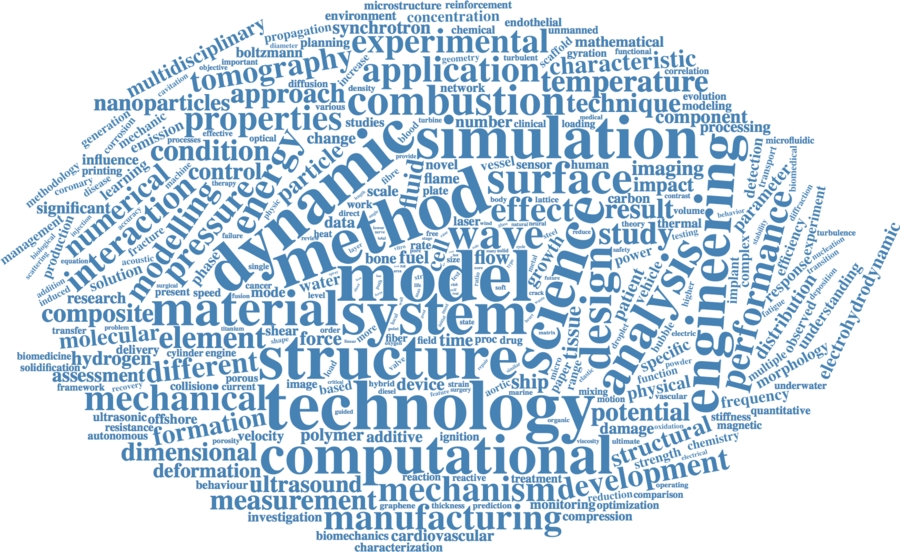 microstructure reinforcement
environment concentration
propagation synchrotron chemical endothelial
multidisciplinary diameter planning experimental unmanned
boltzmann important mathematical
tomography increase geometry turbulent scaffold gyration functional
cavitation objective application characteristic
diffusion density network temperature correlation
nanoparticles approach combustion technique evolution
various modeling
generation corrosion mechanic emission properties studies turbine number clinical medical loading component
processes effective optical change blood simulation processing
influence condition novel vessel sensor human imaging microfluidic
methodology coronary printing disease learning machine control particle provide flame surface detection transport biomedical
therapy energy dynamic fluid fibre scale plate impact contrast
significant numerical accuracy physic work body lattice carbon volume behavior parameter
management production biological injection interaction modelling pressure direct data method laser wind natural neural effect result theory thermal diffraction
scattering equation fracture failure heat review free rate wave steel reduce study testing stability efficiency experiment turbulence
addition acoustic phase bone fuel cell size flow growth science safety power complex nucleation
induced solution single water model metal design analysis engineering performance response transition
research surgical present speed fusion mode level soft crack future patient vehicle higher implant fatigue deposition
composite material system state tissue droplet distribution observed understanding electrohydrodynamic
transfer problem titanium shear order more matrix bubble electric multiple
molecular element shape force fiber field time proc drug paper range
biomedicine delivery cylinder engine structure micro elastic specific morphology
solidification hydrogen different load valve powder
assessment porous image critical based hybrid device strain aortic ship function underwater
framework recovery collision current diesel feature surgery marine mixing physical
mechanical technology motion vascular frequency
ultrasonic offshore guided organic potential stiffness quantitative
resistance formation damage oxidation magnetic
autonomous porosity velocity polymer additive ignition viscosity ultimate structural chemistry
dimensional computational strength electrical
deformation reaction reactive treatment development operating
behaviour ultrasound mechanism reduction comparison
measurement graphene thickness prediction monitoring optimization
investigation manufacturing compression
biomechanics cardiovascular
characterization